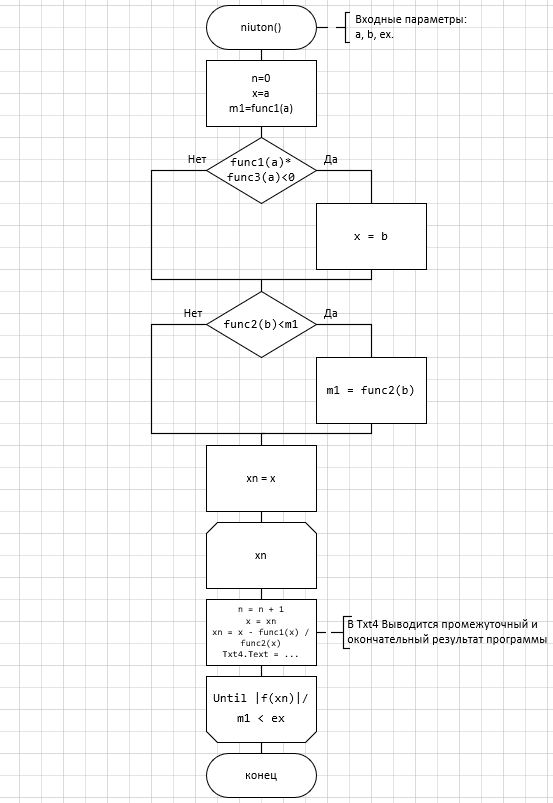 niuton()
Входные параметры:
a, b, ex.
n=0
x=a
m1=func1(a)
Нет
func1(a)*
func3(a)<0
Да
x = b
Нет
func2(b)<m1
Да
m1 = func2(b)
xn = x
xn
n = n + 1
x = xn
xn = x - func1(x) /
func2(x)
Txt4.Text = ...
В Txt4 Выводится промежуточный и
окончательный результат программы
Until |f(xn)|/
m1 < ex
конец